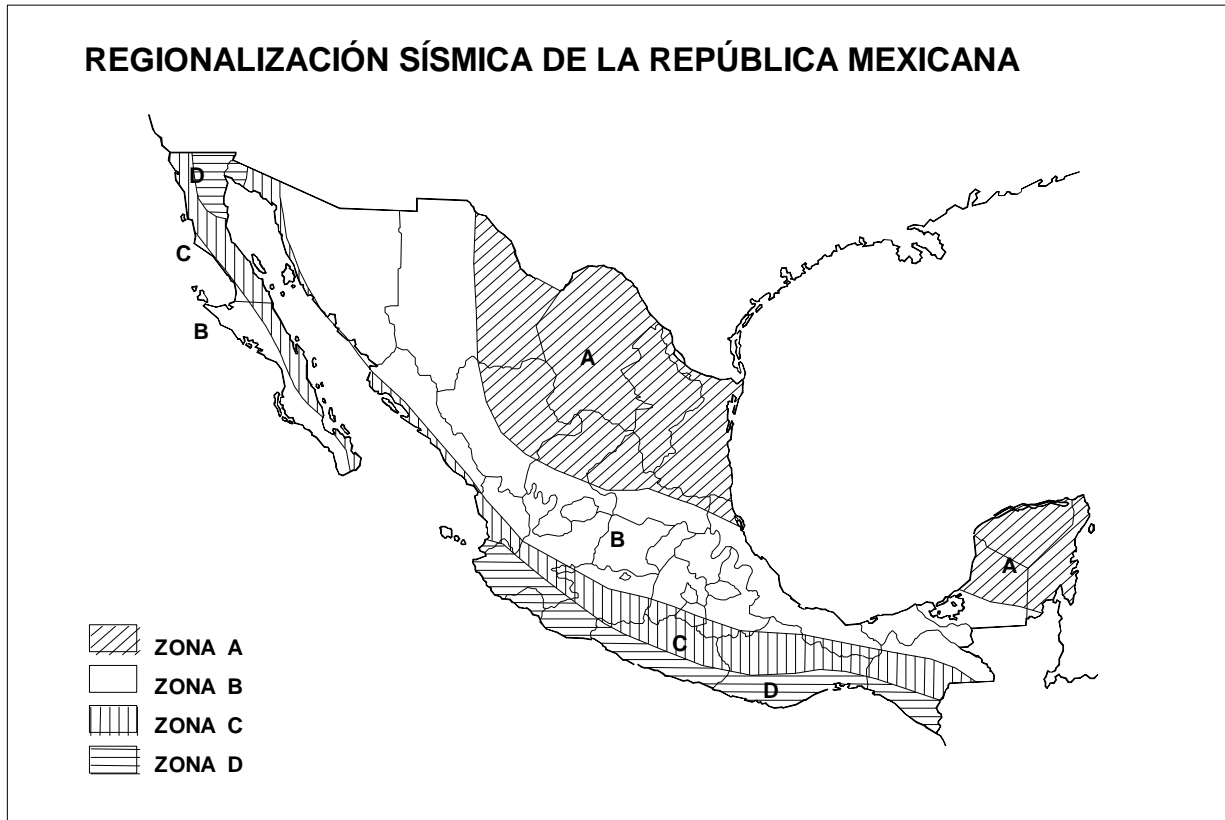 REGIONALIZACIÓN SÍSMICA DE LA REPÚBLICA MEXICANA
D
C
B
A
B
A
C
D
ZONA A
ZONA B
ZONA C
ZONA D